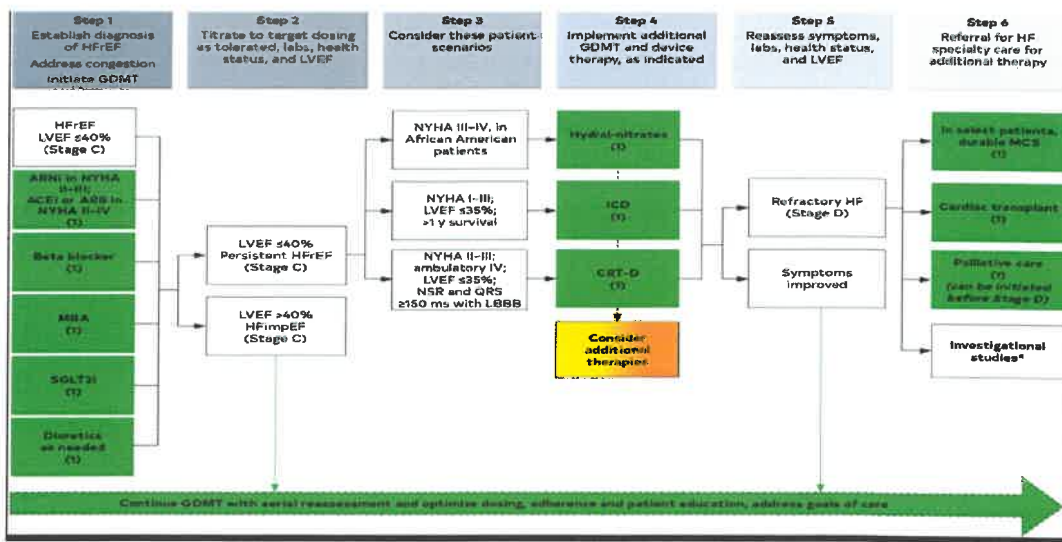 Step 1
Establish diagnosis
of HFrEF
Address congestion
Initiate GDMT
Step 2
Titrate to target dosing
as tolerated, labs, health
status, and LVEF
Step 3
Consider these patient
scenarios
Step 4
Implement additional
GDMT and device
therapy, as indicated
Step 5
Reassess symptoms,
labs, health status,
and LVEF
Step 6
Referral for HF
specialty care for
additional therapy
HFrEF
LVEF ≤40%
(Stage C)
ARNI in NYHA
II–III;
ACEi or ARB in
NYHA II–IV
(1)
Beta blocker
(1)
MRA
(1)
SGLT2i
(1)
Diuretics
as needed
(1)
LVEF ≤40%
Persistent HFrEF
(Stage C)
LVEF >40%
HFimpEF
(Stage C)
NYHA III–IV, in
African American
patients
NYHA I–III;
LVEF ≤35%;
>1 y survival
NYHA II–III;
ambulatory IV;
LVEF ≤35%;
NSR and QRS
≥150 ms with LBBB
Hydral-nitrates
(1)
ICD
(1)
CRT-D
(1)
Consider
additional
therapies
Refractory HF
(Stage D)
Symptoms
improved
In select patients,
durable MCS
(1)
Cardiac transplant
(1)
Palliative care
(1)
(can be initiated
before Stage D)
Investigational
studies*
Continue GDMT with serial reassessment and optimize dosing, adherence and patient education, address goals of care